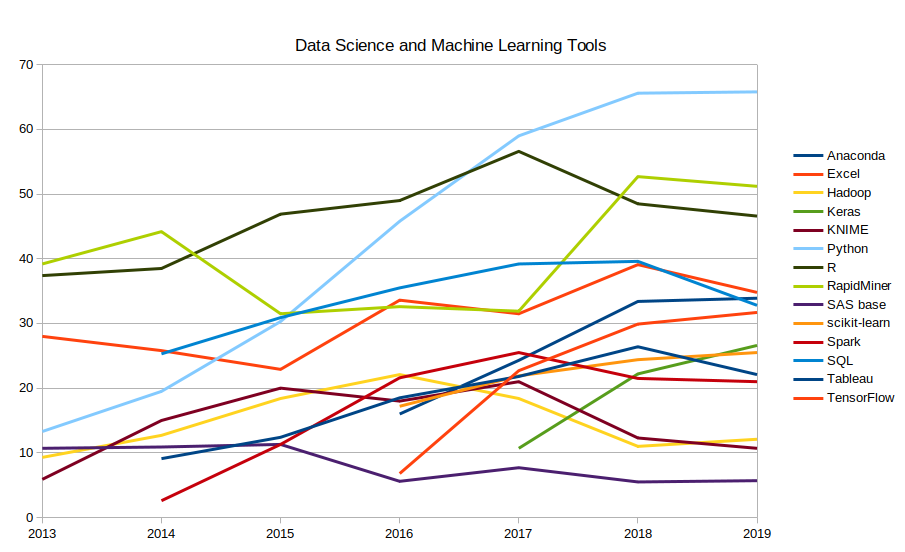 Data Science and Machine Learning Tools
70
60
50
40
30
20
10
0
2013 2014 2015 2016 2017 2018 2019
Anaconda
Excel
Hadoop
Keras
KNIME
Python
R
RapidMiner
SAS base
scikit-learn
Spark
SQL
Tableau
TensorFlow